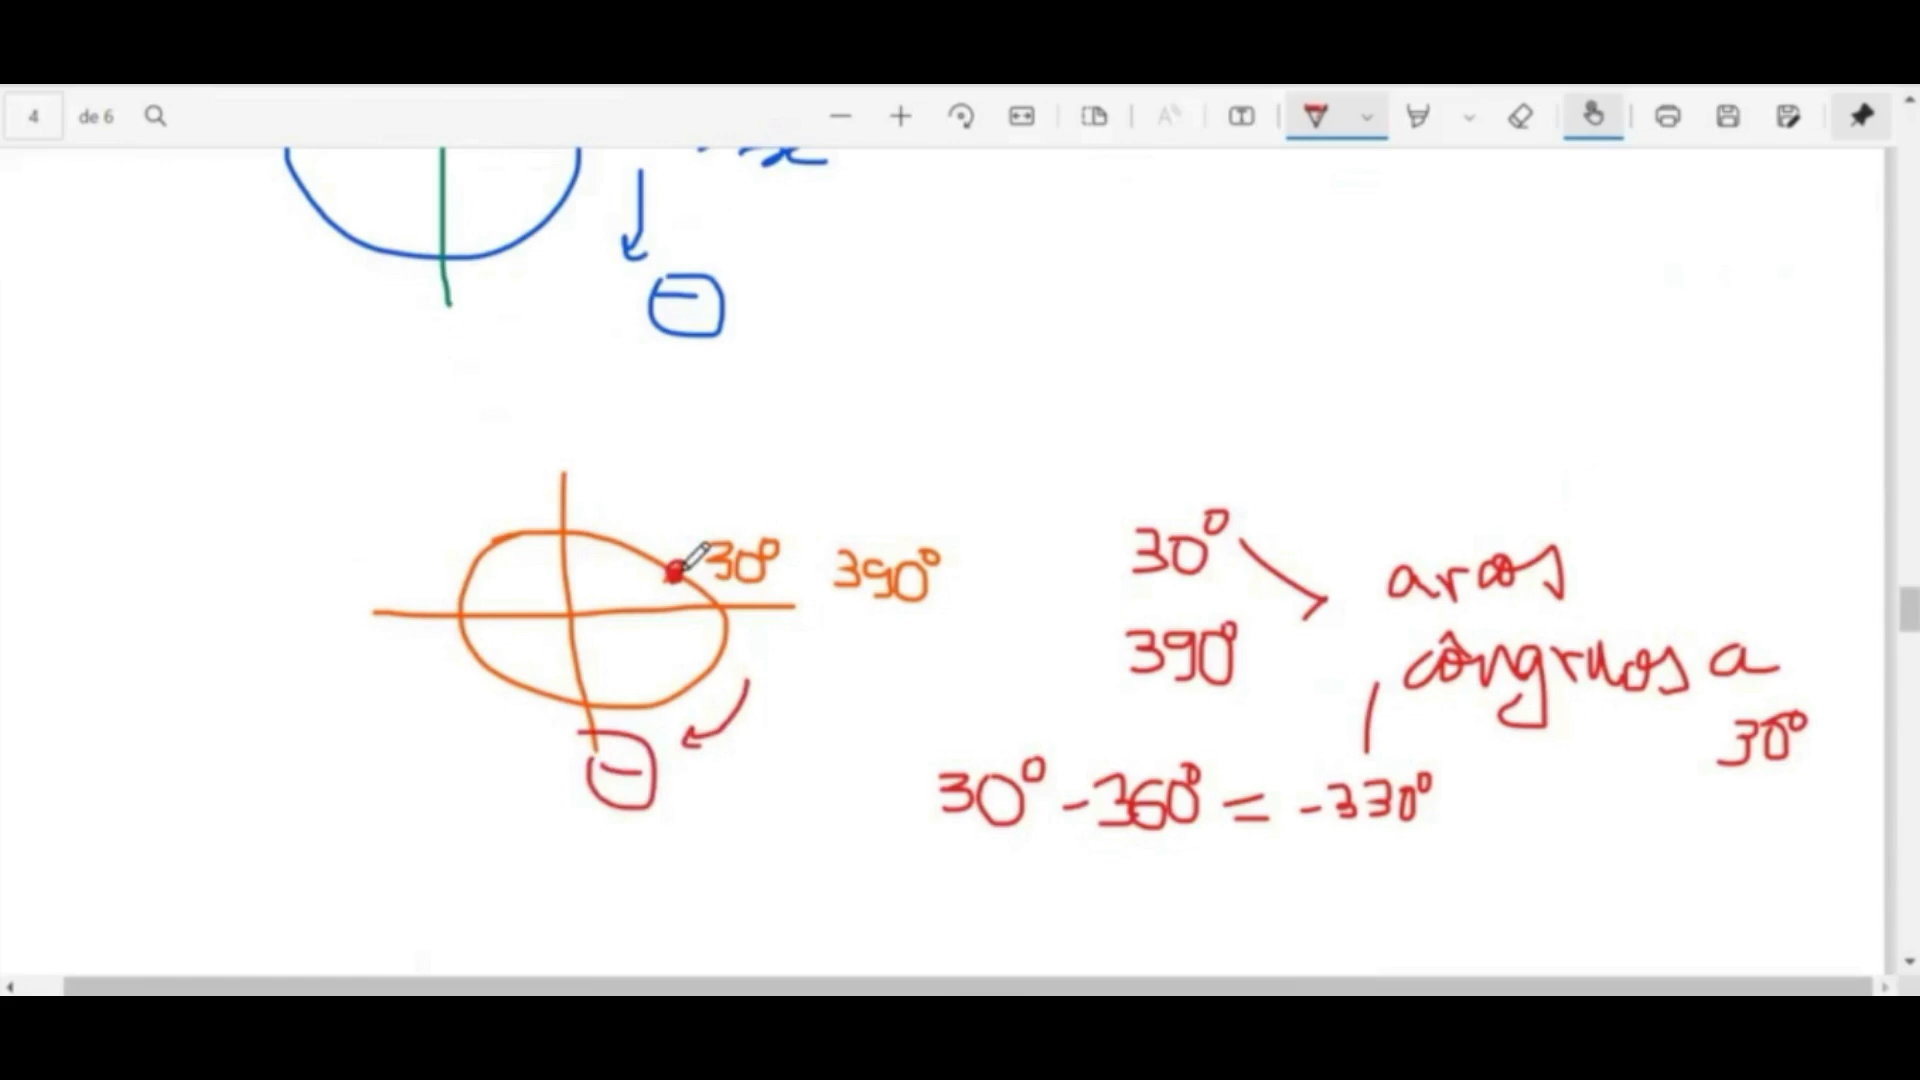 4 de 6
-
30° 390°
30°
390°
arcos
côngruos a
30°
-
30° - 360° = -330°